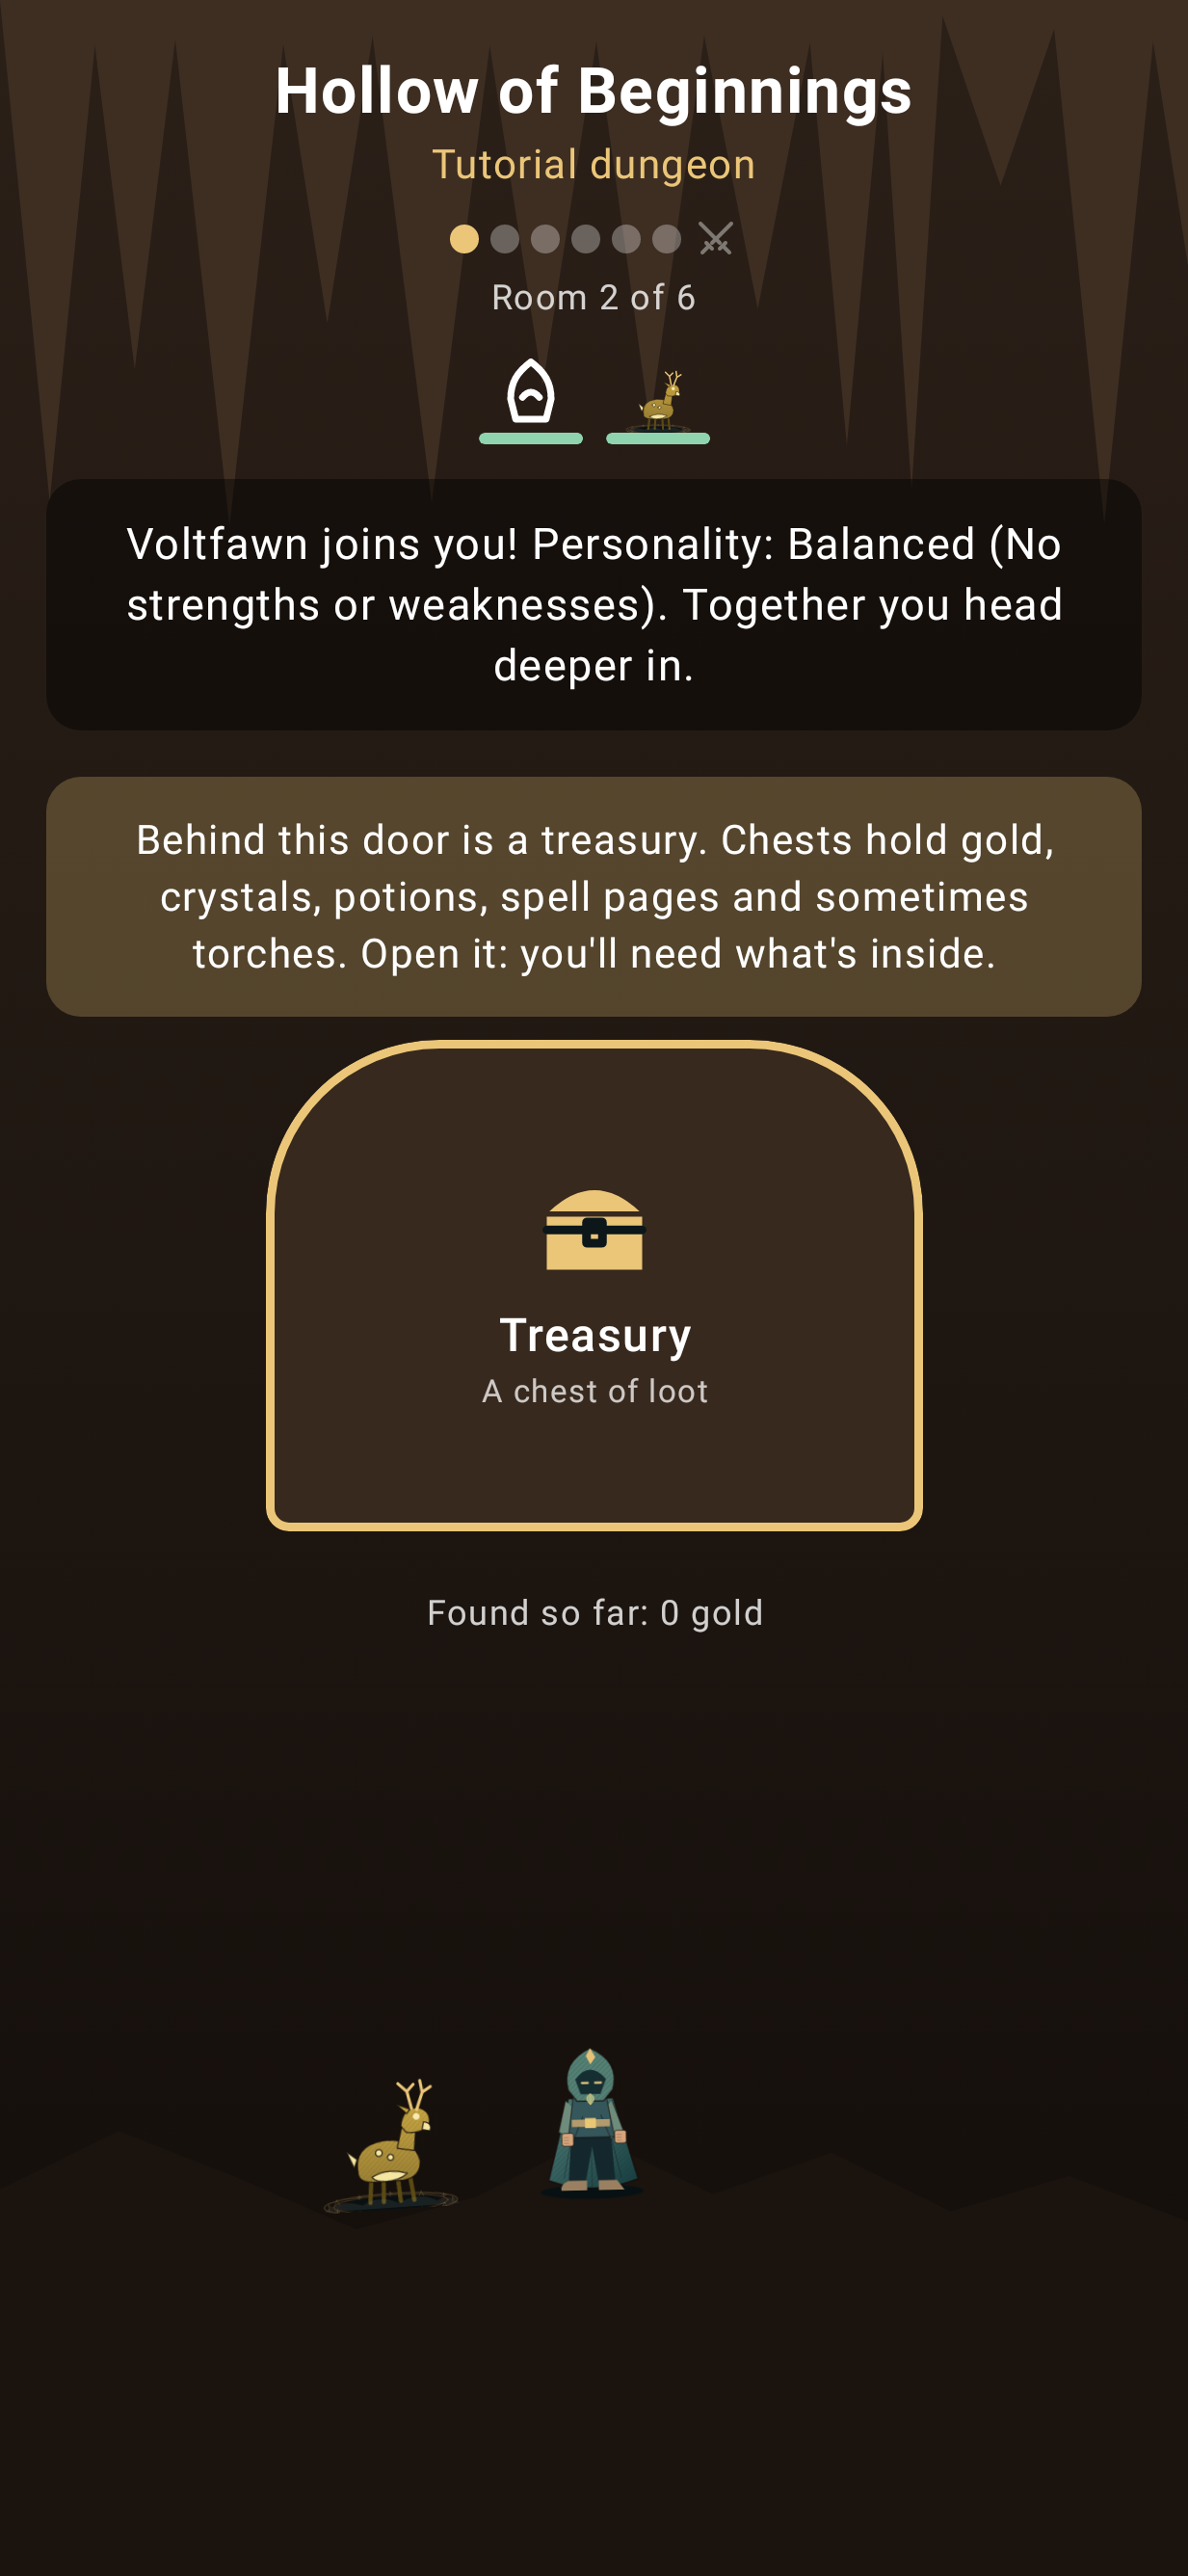 Hollow of Beginnings
Tutorial dungeon
Room 2 of 6
Voltfawn joins you! Personality: Balanced (No
strengths or weaknesses). Together you head
deeper in.
Behind this door is a treasury. Chests hold gold,
crystals, potions, spell pages and sometimes
torches. Open it: you'll need what's inside.
Treasury
A chest of loot
Found so far: 0 gold